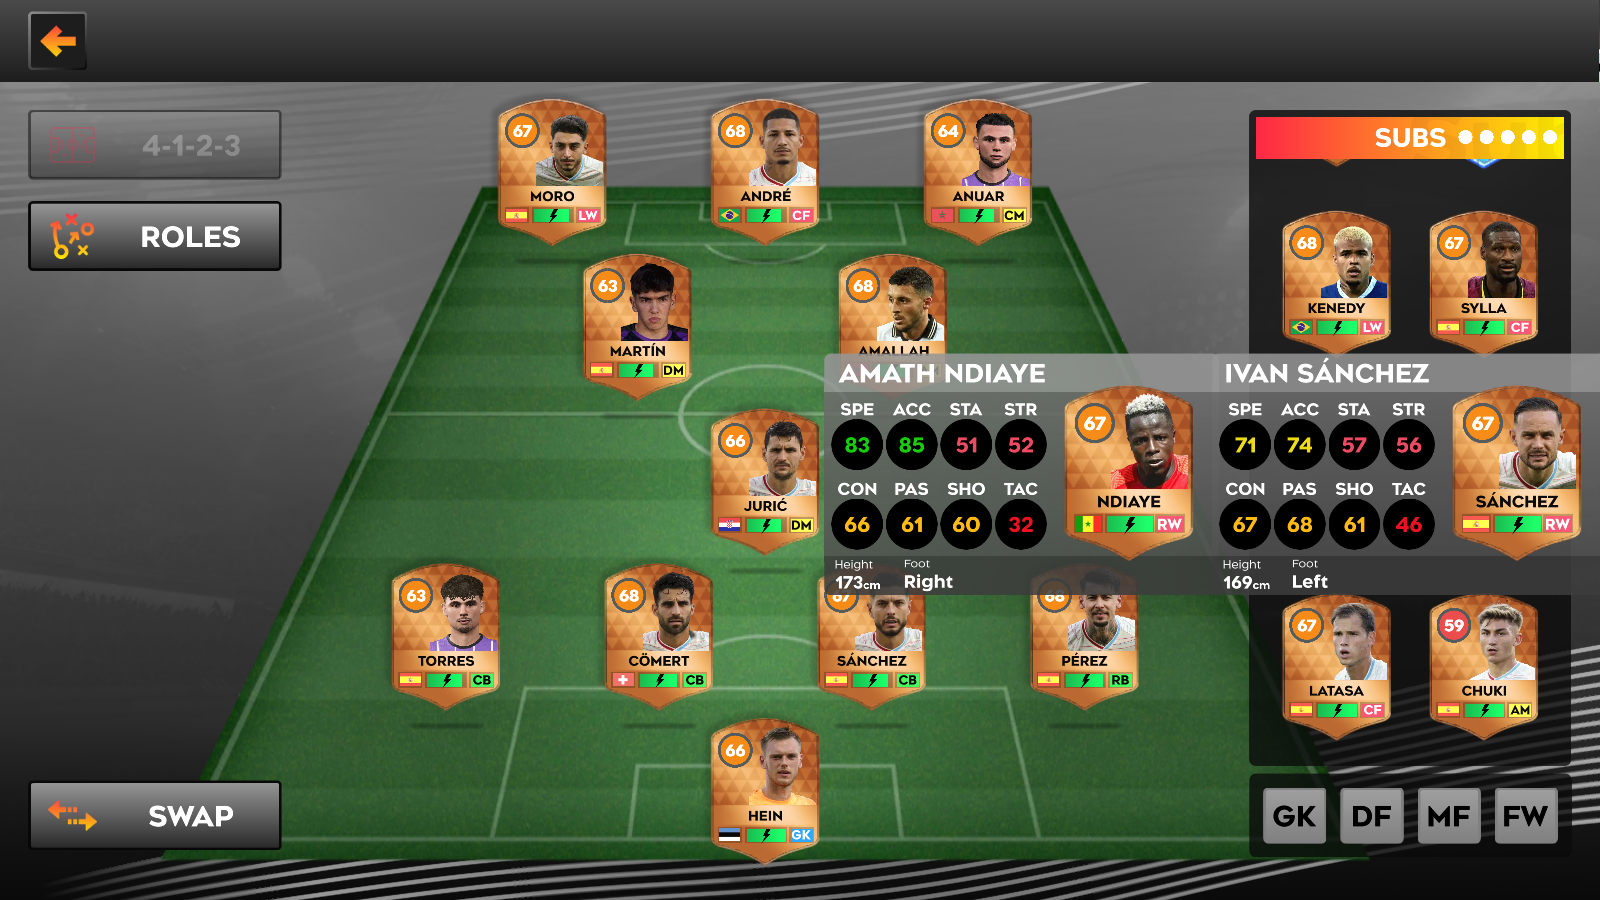 4-1-2-3
ROLES
SWAP
67
MORO
LW
68
ANDRÉ
CF
64
ANUAR
CM
63
MARTÍN
DM
68
AMALLAH
66
JURIĆ
DM
63
TORRES
CB
68
CÖMERT
CB
67
SÁNCHEZ
CB
68
PÉREZ
RB
66
HEIN
GK
SUBS
68
KENEDY
LW
67
SYLLA
CF
AMATH NDIAYE
SPE ACC STA STR
83 85 51 52
CON PAS SHO TAC
66 61 60 32
Height Foot
173cm Right
67
NDIAYE
RW
IVAN SÁNCHEZ
SPE ACC STA STR
71 74 57 56
CON PAS SHO TAC
67 68 61 46
Height Foot
169cm Left
67
SÁNCHEZ
RW
67
LATASA
CF
59
CHUKI
AM
GK DF MF FW